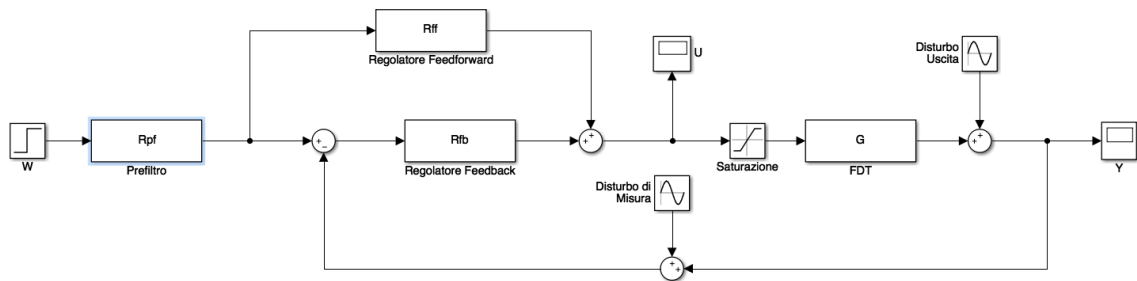 Rff
Regolatore Feedforward
U
Disturbo
Uscita
W
Rpf
Prefiltro
+
−
Rfb
Regolatore Feedback
+
+
Saturazione
G
FDT
+
+
Y
Disturbo di
Misura
+
+